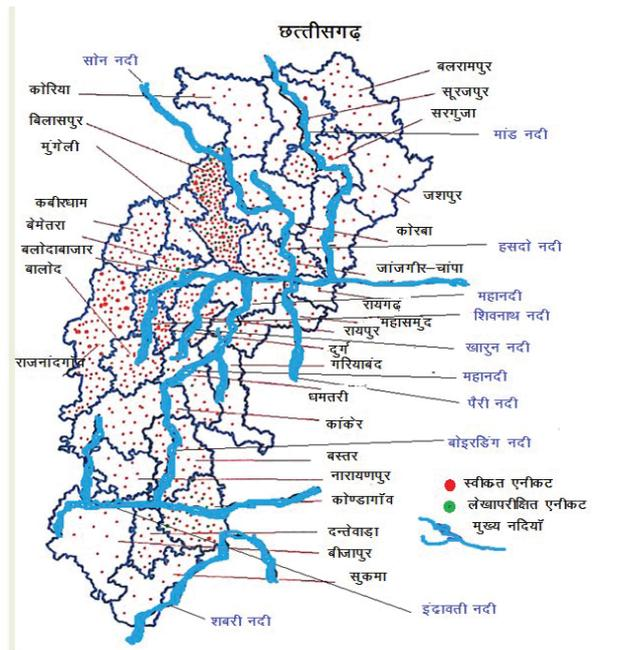 छत्तीसगढ़
सोन नदी
बलरामपुर
कोरिया
सूरजपुर
सरगुजा
बिलासपुर
मांड नदी
मुंगेली
जशपुर
कबीरधाम
बेमेतरा
कोरबा
बलोदाबाजार
हसदो नदी
बालोद
जांजगीर–चांपा
महानदी
रायगढ़
शिवनाथ नदी
महासमुंद
रायपुर
खारुन नदी
दुर्ग
राजनांदगाँव
गरियाबंद
महानदी
धमतरी
पैरी नदी
कांकेर
बोइरडिंग नदी
बस्तर
नारायणपुर
स्वीकत एनीकट
कोण्डागाँव
लेखापरीक्षित एनीकट
मुख्य नदियाँ
दन्तेवाड़ा
बीजापुर
सुकमा
इंद्रावती नदी
शबरी नदी